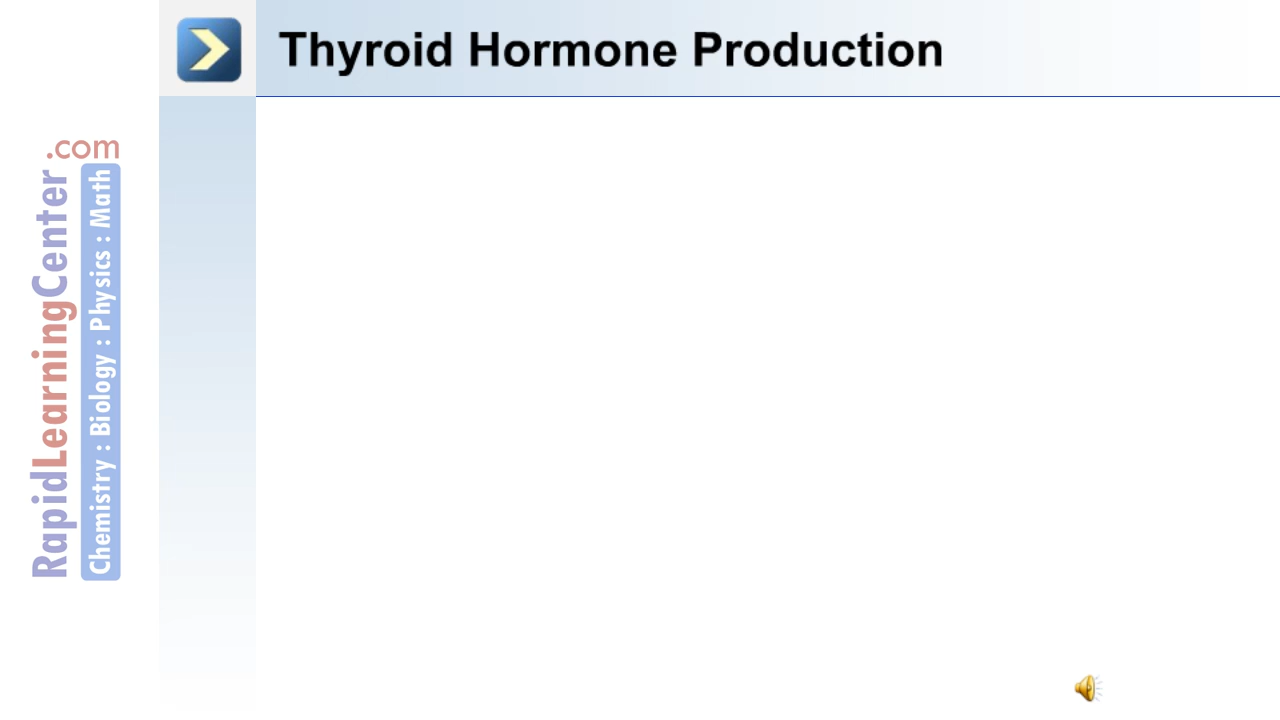 Thyroid Hormone Production
RapidLearningCenter.com
Chemistry : Biology : Physics : Math